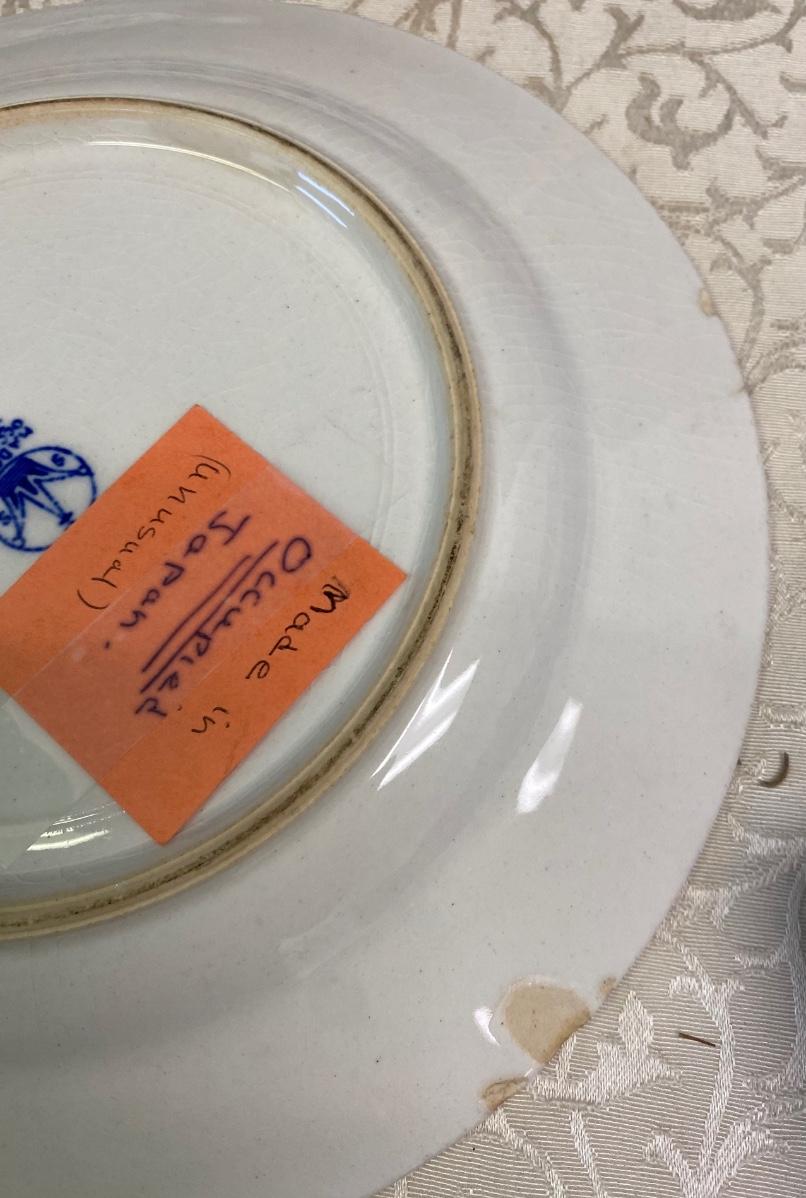 Made in
Occupied
Japan.
(unusual)